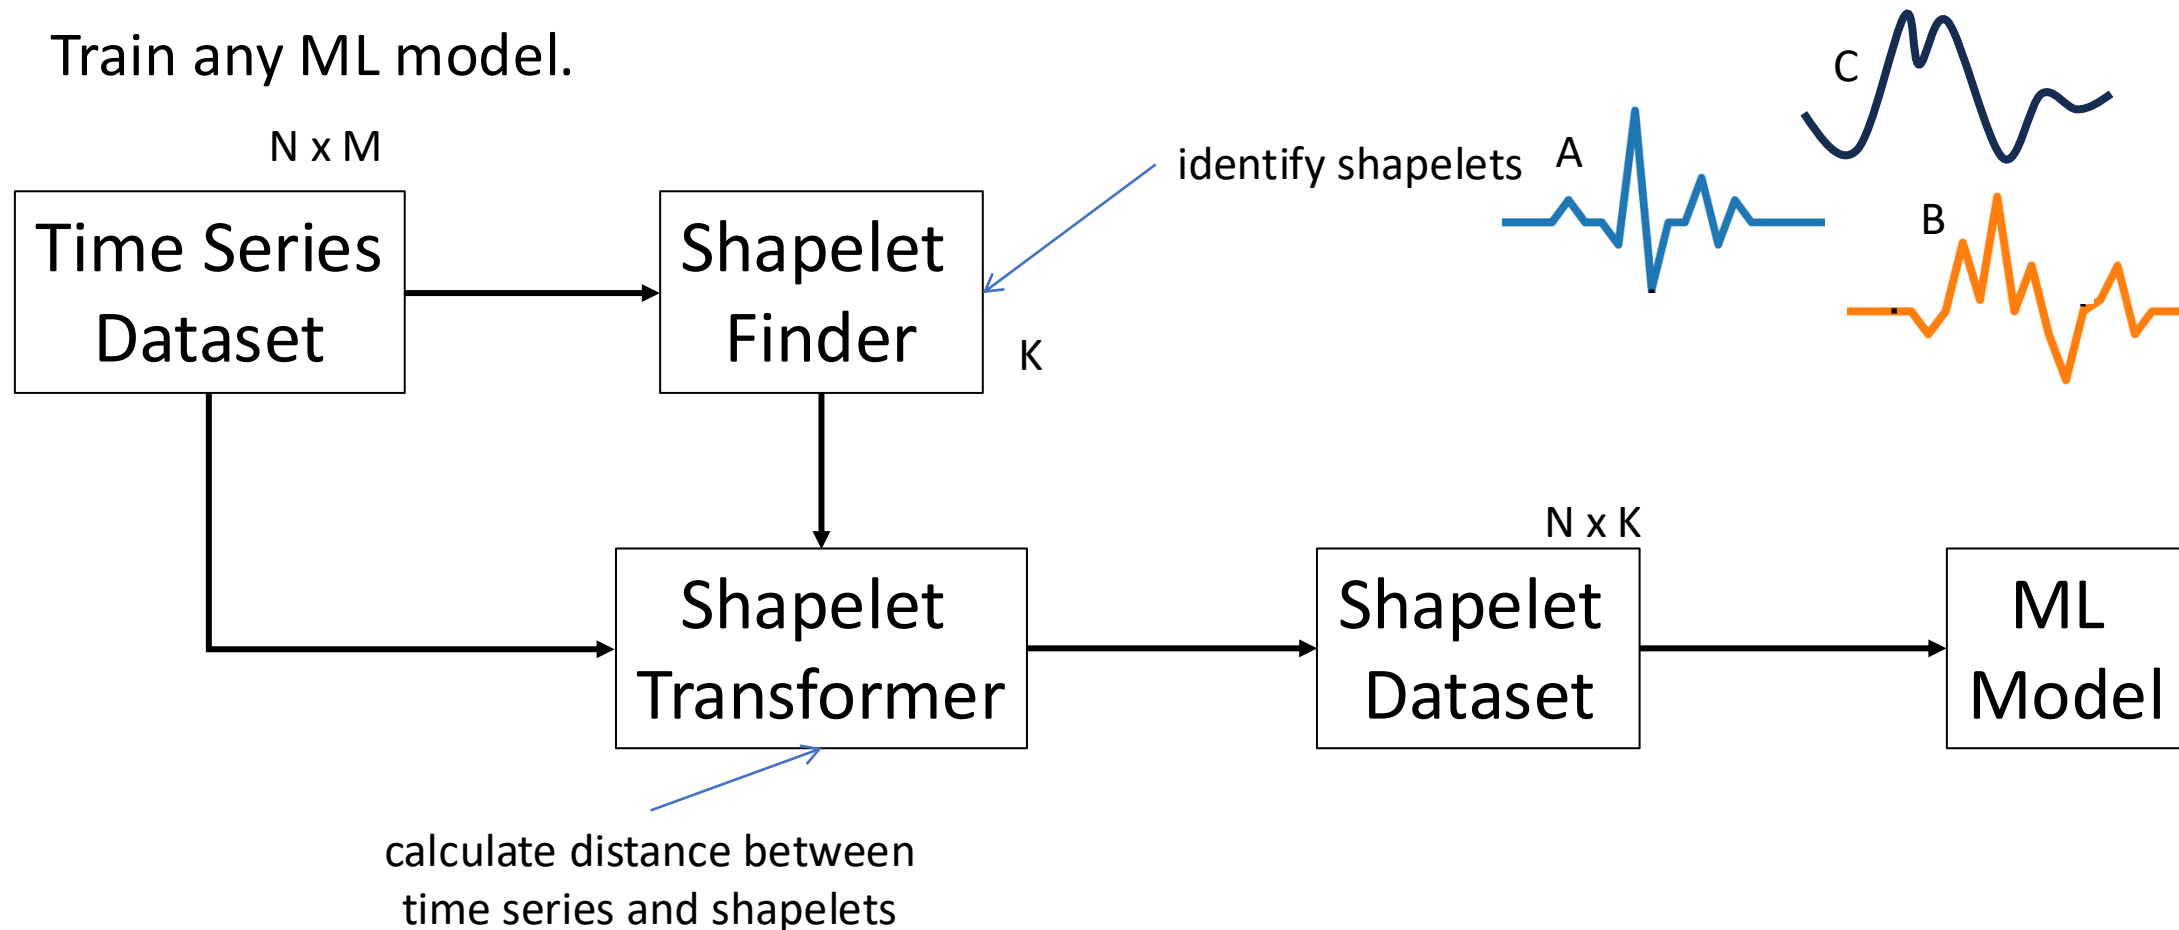 Train any ML model.
N x M
Time Series
Dataset
Shapelet
Finder
K
identify shapelets
A
C
B
Shapelet
Transformer
calculate distance between
time series and shapelets
N x K
Shapelet
Dataset
ML
Model